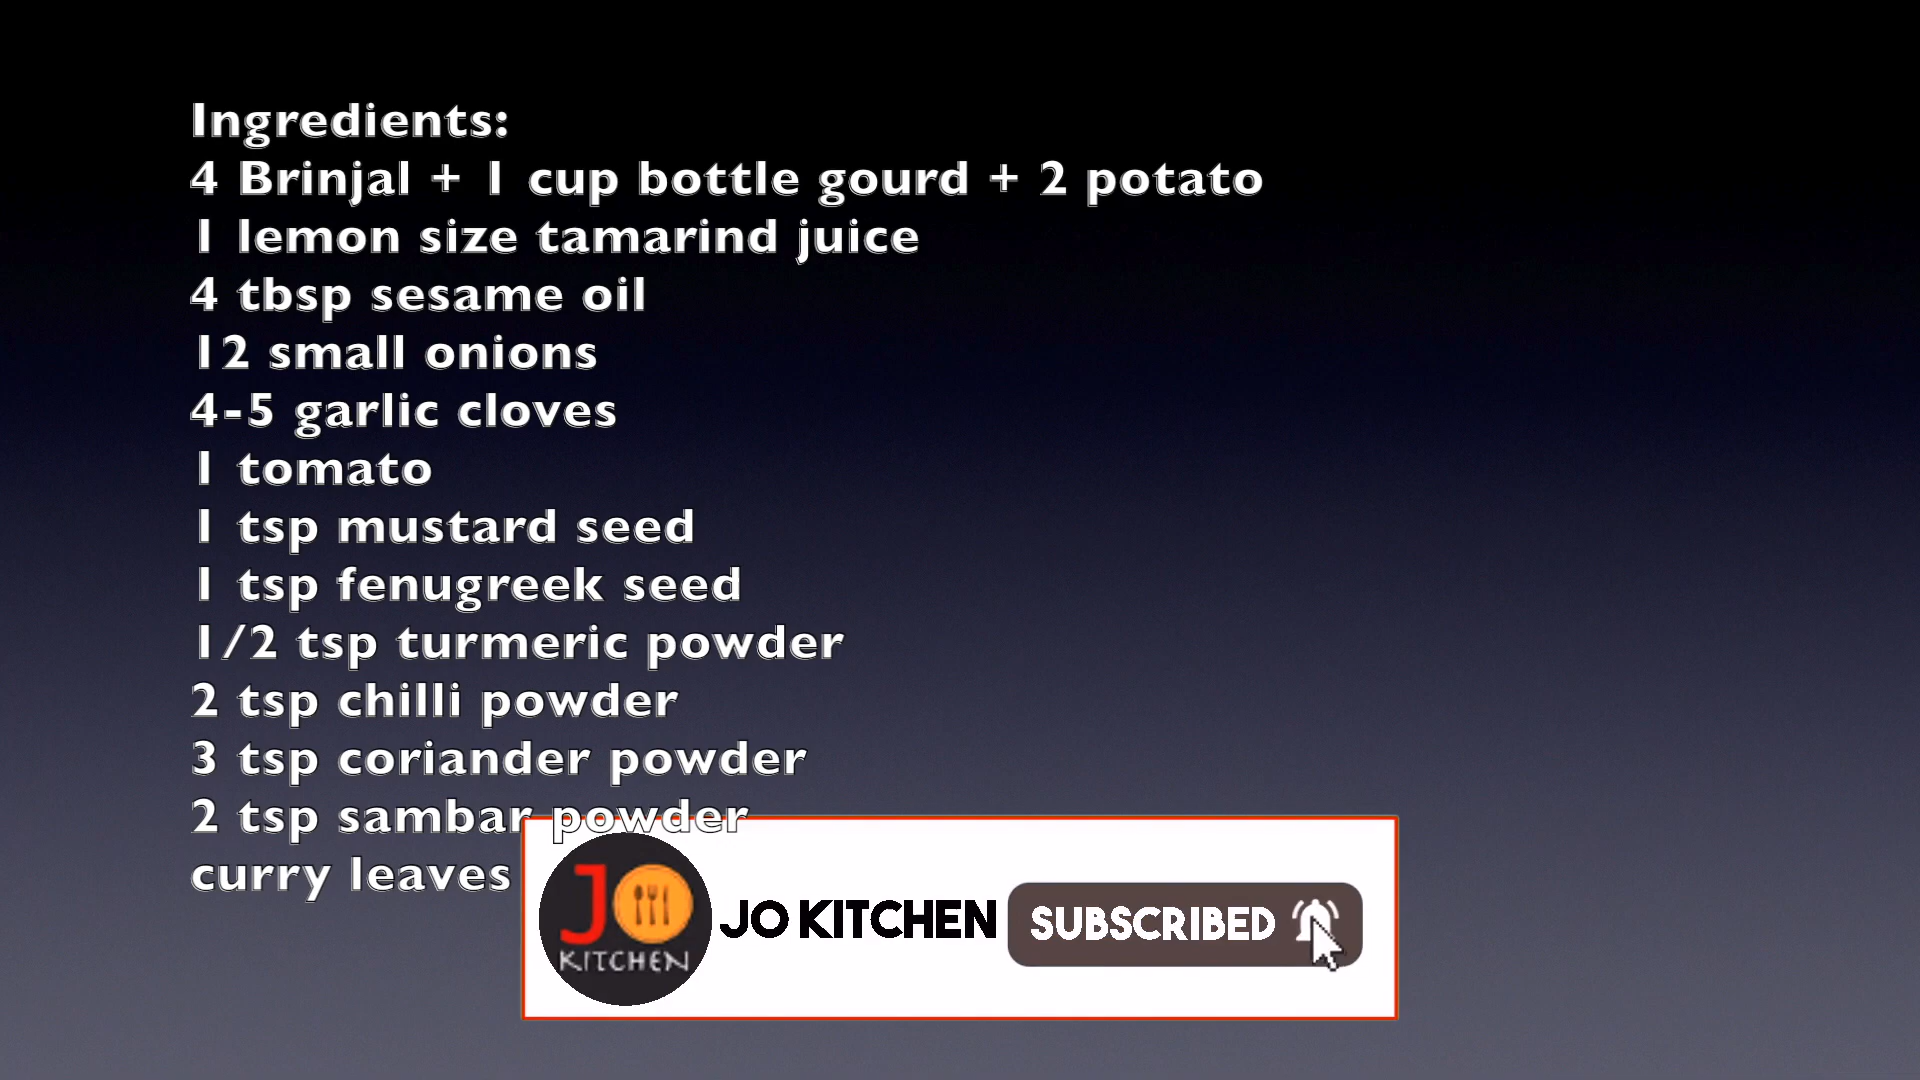 Ingredients:
4 Brinjal + 1 cup bottle gourd + 2 potato
1 lemon size tamarind juice
4 tbsp sesame oil
12 small onions
4-5 garlic cloves
1 tomato
1 tsp mustard seed
1 tsp fenugreek seed
1/2 tsp turmeric powder
2 tsp chilli powder
3 tsp coriander powder
2 tsp sambar powder
curry leaves
JO
KITCHEN
JO KITCHEN
SUBSCRIBED